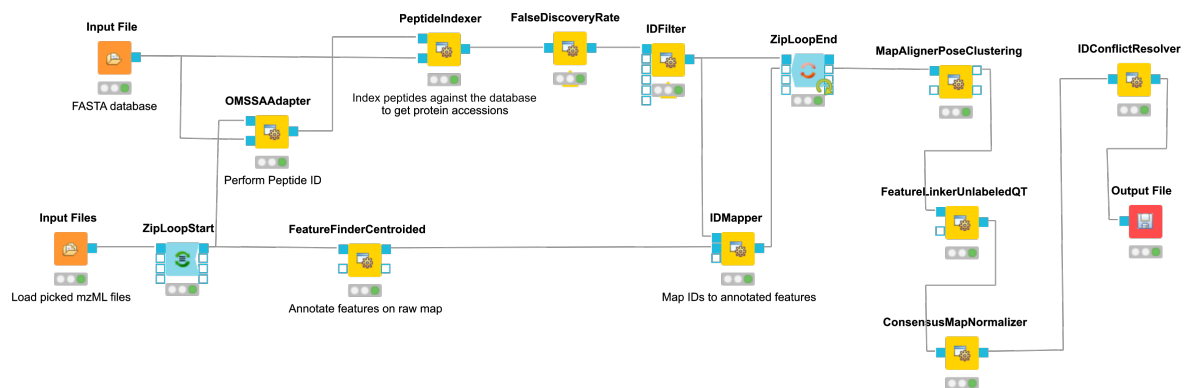 Input File
FASTA database
PeptideIndexer
Index peptides against the database
to get protein accessions
FalseDiscoveryRate
IDFilter
ZipLoopEnd
MapAlignerPoseClustering
IDConflictResolver
OMSSAAdapter
Perform Peptide ID
Input Files
Load picked mzML files
ZipLoopStart
FeatureFinderCentroided
Annotate features on raw map
IDMapper
Map IDs to annotated features
FeatureLinkerUnlabeledQT
Output File
ConsensusMapNormalizer